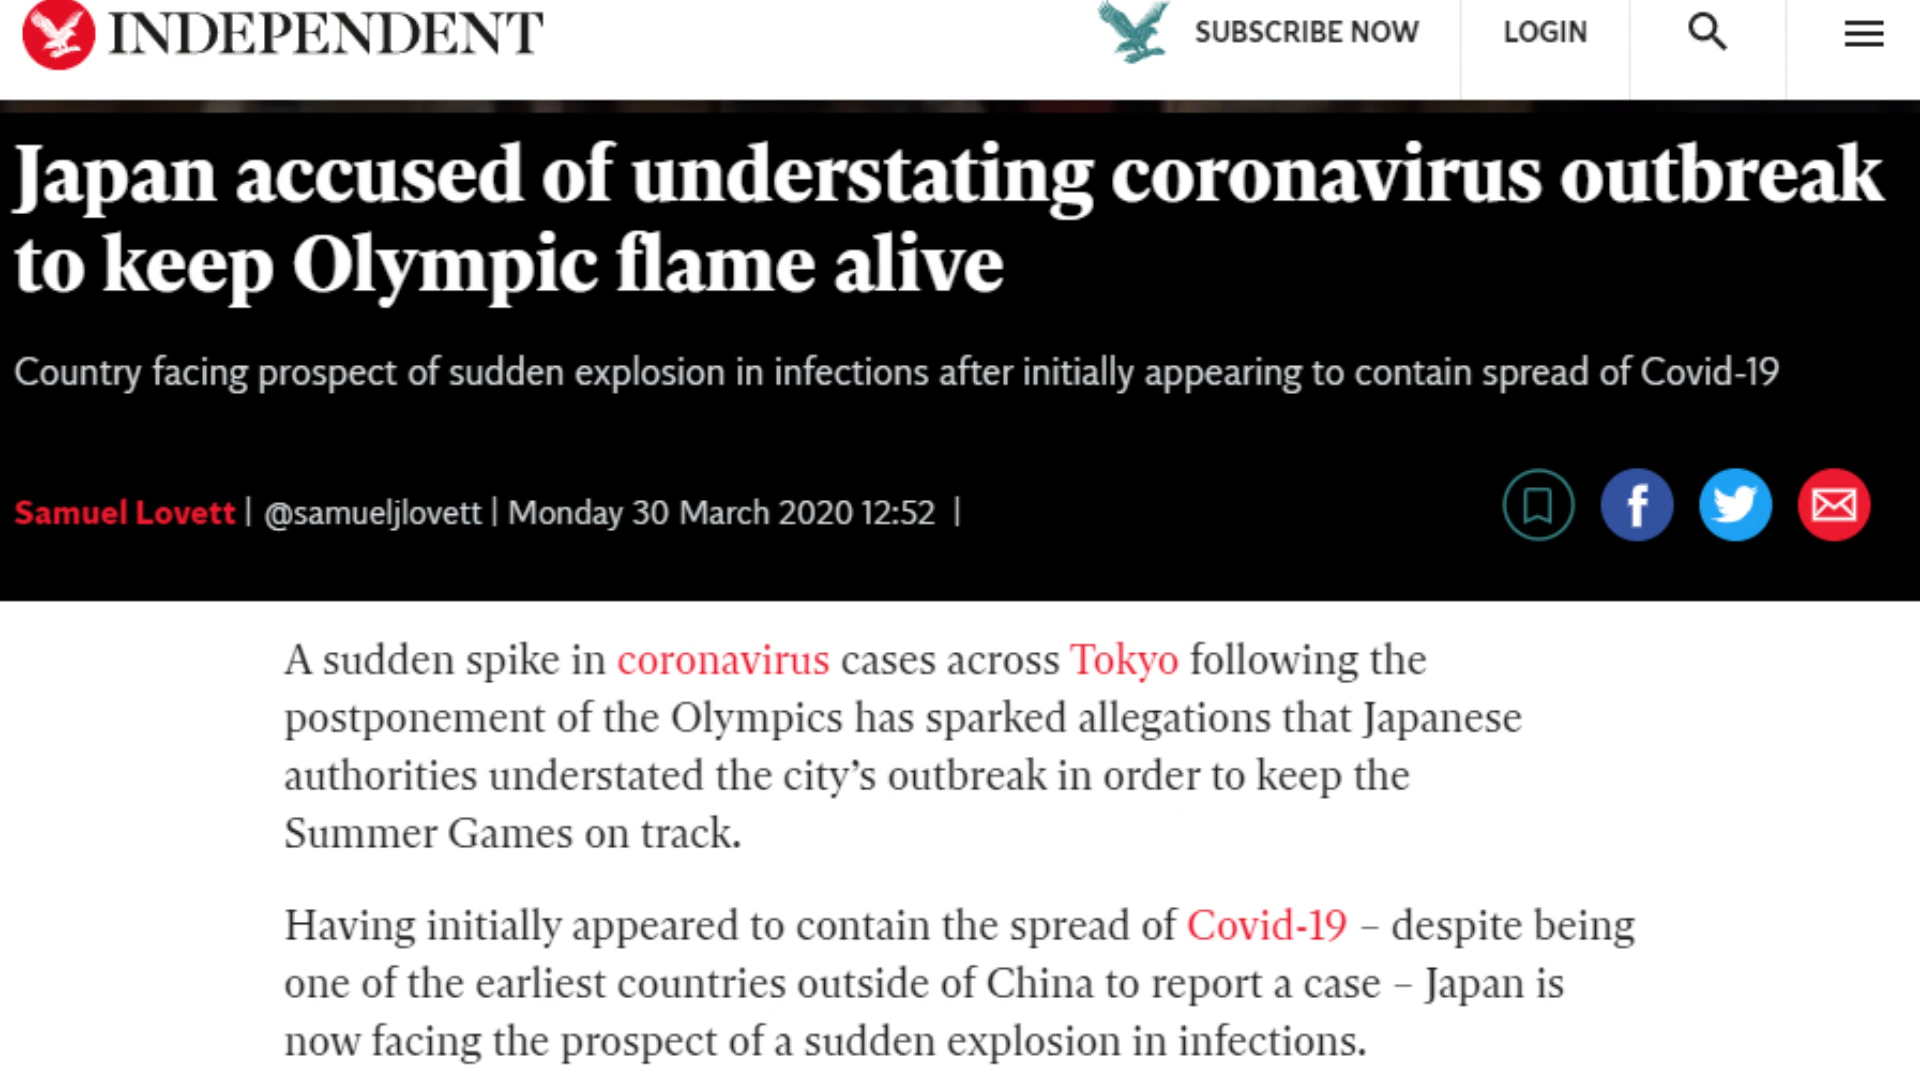 INDEPENDENT
SUBSCRIBE NOW
LOGIN
Japan accused of understating coronavirus outbreak
to keep Olympic flame alive
Country facing prospect of sudden explosion in infections after initially appearing to contain spread of Covid-19
Samuel Lovett | @samueljlovett | Monday 30 March 2020 12:52 |
A sudden spike in coronavirus cases across Tokyo following the
postponement of the Olympics has sparked allegations that Japanese
authorities understated the city’s outbreak in order to keep the
Summer Games on track.
Having initially appeared to contain the spread of Covid-19 – despite being
one of the earliest countries outside of China to report a case – Japan is
now facing the prospect of a sudden explosion in infections.